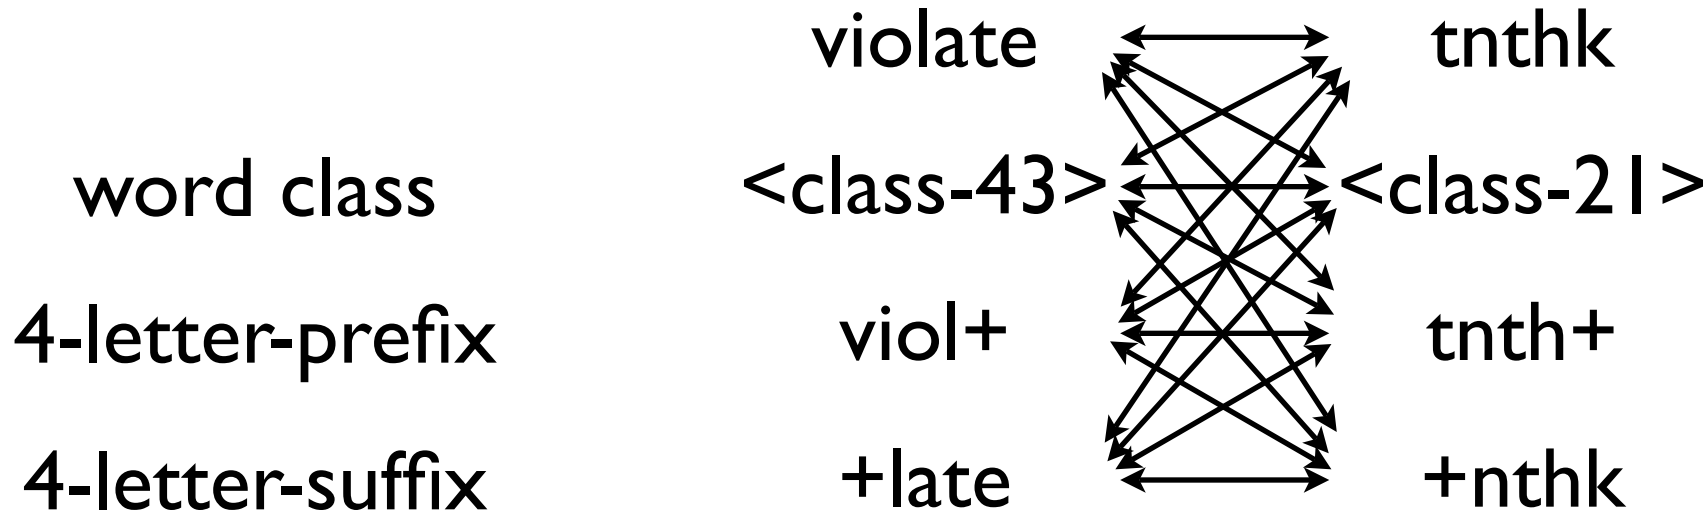 violate tnthk
word class <class-43> <class-21>
4-letter-prefix viol+ tnth+
4-letter-suffix +late +nthk